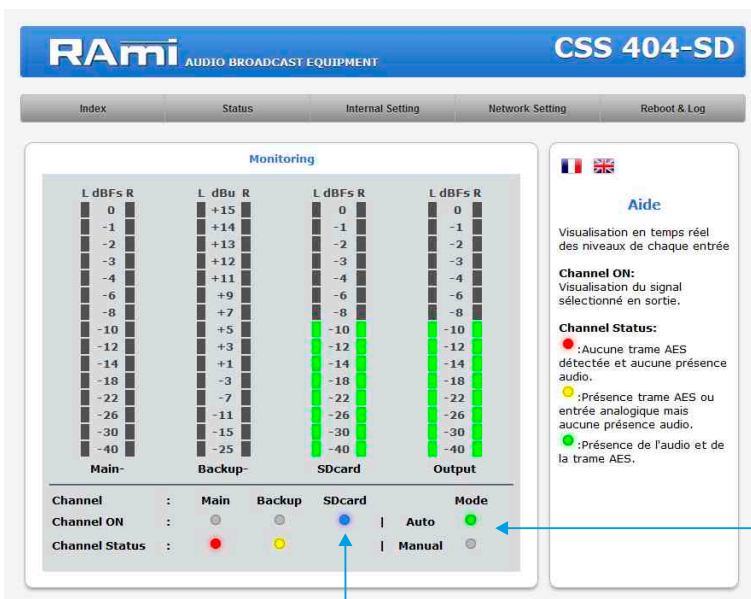 RAmi AUDIO BROADCAST EQUIPMENT CSS 404-SD
Index Status Internal Setting Network Setting Reboot & Log
Monitoring
L dBFs R L dBu R L dBFs R L dBFs R
0 +15 0 0
-1 +14 -1 -1
-2 +13 -2 -2
-3 +12 -3 -3
-4 +11 -4 -4
-6 +9 -6 -6
-8 +7 -8 -8
-10 +5 -10 -10
-12 +3 -12 -12
-14 +1 -14 -14
-18 -3 -18 -18
-22 -7 -22 -22
-26 -11 -26 -26
-30 -15 -30 -30
-40 -25 -40 -40
Main- Backup- SDcard Output
Channel : Main Backup SDcard Mode
Channel ON : | Auto
Channel Status : | Manual
Aide
Visualisation en temps réel
des niveaux de chaque entrée
Channel ON:
Visualisation du signal
sélectionné en sortie.
Channel Status:
:Aucune trame AES
détectée et aucune présence
audio.
:Présence trame AES ou
entrée analogique mais
aucune présence audio.
:Présence de l'audio et de
la trame AES.